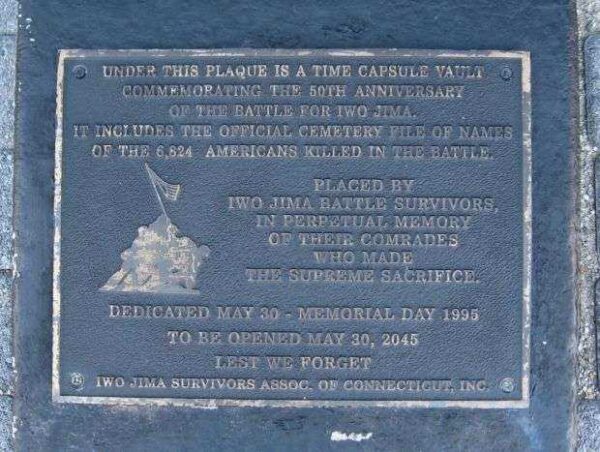 UNDER THIS PLAQUE IS A TIME CAPSULE VAULT
COMMEMORATING THE 50TH ANNIVERSARY
OF THE BATTLE FOR IWO JIMA.
IT INCLUDES THE OFFICIAL CEMETERY FILE OF NAMES
OF THE 6,824 AMERICANS KILLED IN THE BATTLE.
PLACED BY
IWO JIMA BATTLE SURVIVORS,
IN PERPETUAL MEMORY
OF THEIR COMRADES
WHO MADE
THE SUPREME SACRIFICE.
DEDICATED MAY 30 - MEMORIAL DAY 1995
TO BE OPENED MAY 30, 2045
LEST WE FORGET
IWO JIMA SURVIVORS ASSOC. OF CONNECTICUT, INC.